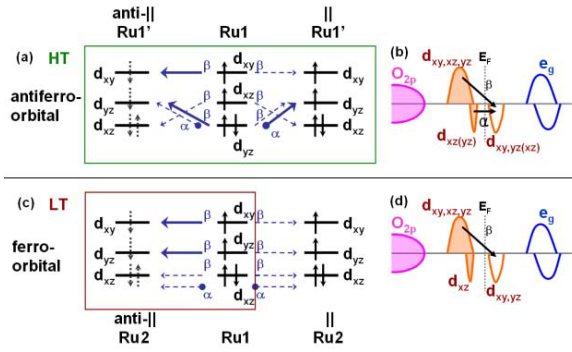 anti-|| ||
Ru1' Ru1 Ru1'
(a) HT
antiferro-
orbital
d_xy β d_xy β d_xy
d_yz β d_xz β d_yz
d_xz α β β α d_xz
d_yz
(b) d_xy,xz,yz E_F e_g
O_2p β
α
d_xz(yz) d_xy,yz(xz)
(c) LT
ferro-
orbital
d_xy β d_xy β d_xy
d_yz β d_yz β d_yz
d_xz β β d_xz
α d_xz α
anti-|| ||
Ru2 Ru1 Ru2
(d) d_xy,xz,yz E_F e_g
O_2p β
d_xz d_xy,yz